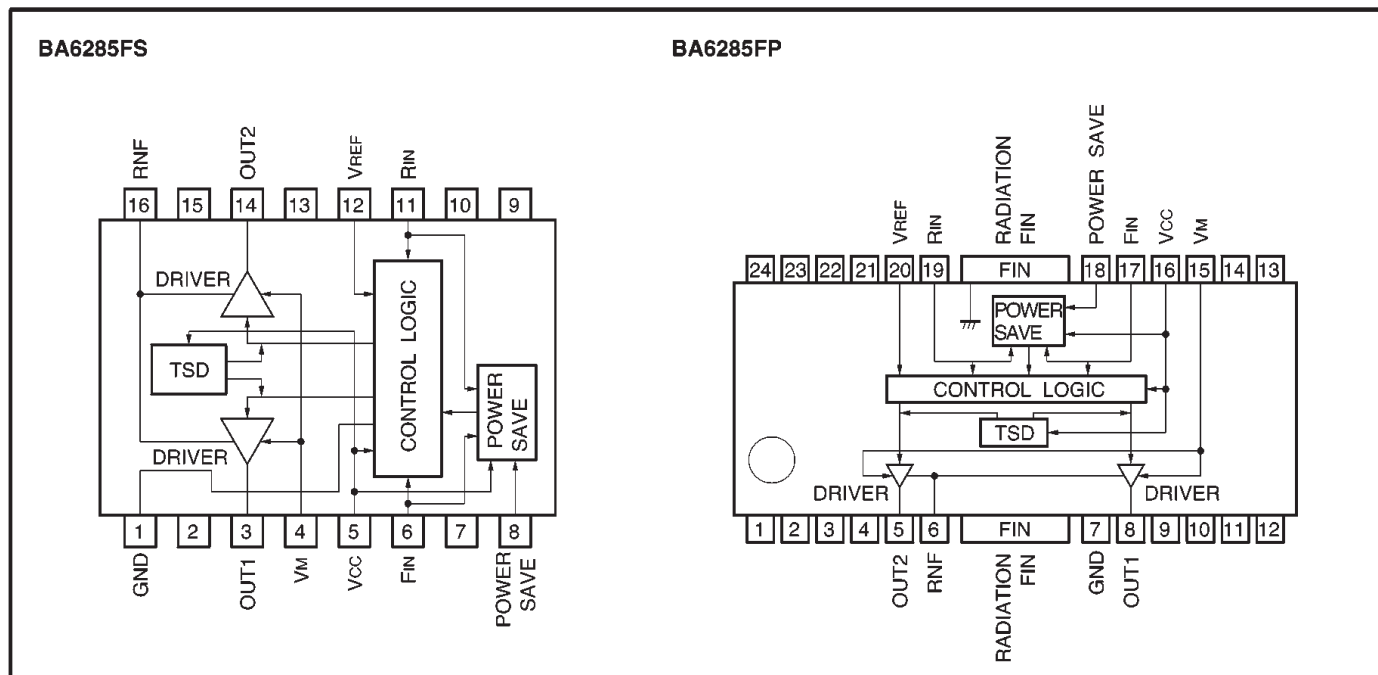 BA6285FS
RNF
OUT2
VREF
RIN
16 15 14 13 12 11 10 9
DRIVER
TSD
CONTROL LOGIC
POWER
SAVE
DRIVER
1 2 3 4 5 6 7 8
GND
OUT1
VM
VCC
FIN
POWER
SAVE
BA6285FP
VREF
RIN
RADIATION
FIN
POWER SAVE
FIN
VCC
VM
24 23 22 21 20 19 FIN 18 17 16 15 14 13
POWER
SAVE
CONTROL LOGIC
TSD
DRIVER
DRIVER
1 2 3 4 5 6 FIN 7 8 9 10 11 12
OUT2
RNF
RADIATION
FIN
GND
OUT1